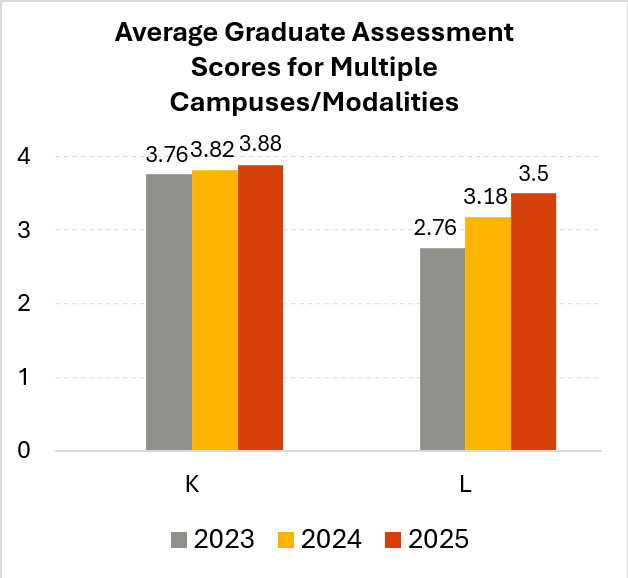 Average Graduate Assessment
Scores for Multiple
Campuses/Modalities
4
3
2
1
0
3.76 3.82 3.88
2.76 3.18 3.5
K L
2023 2024 2025